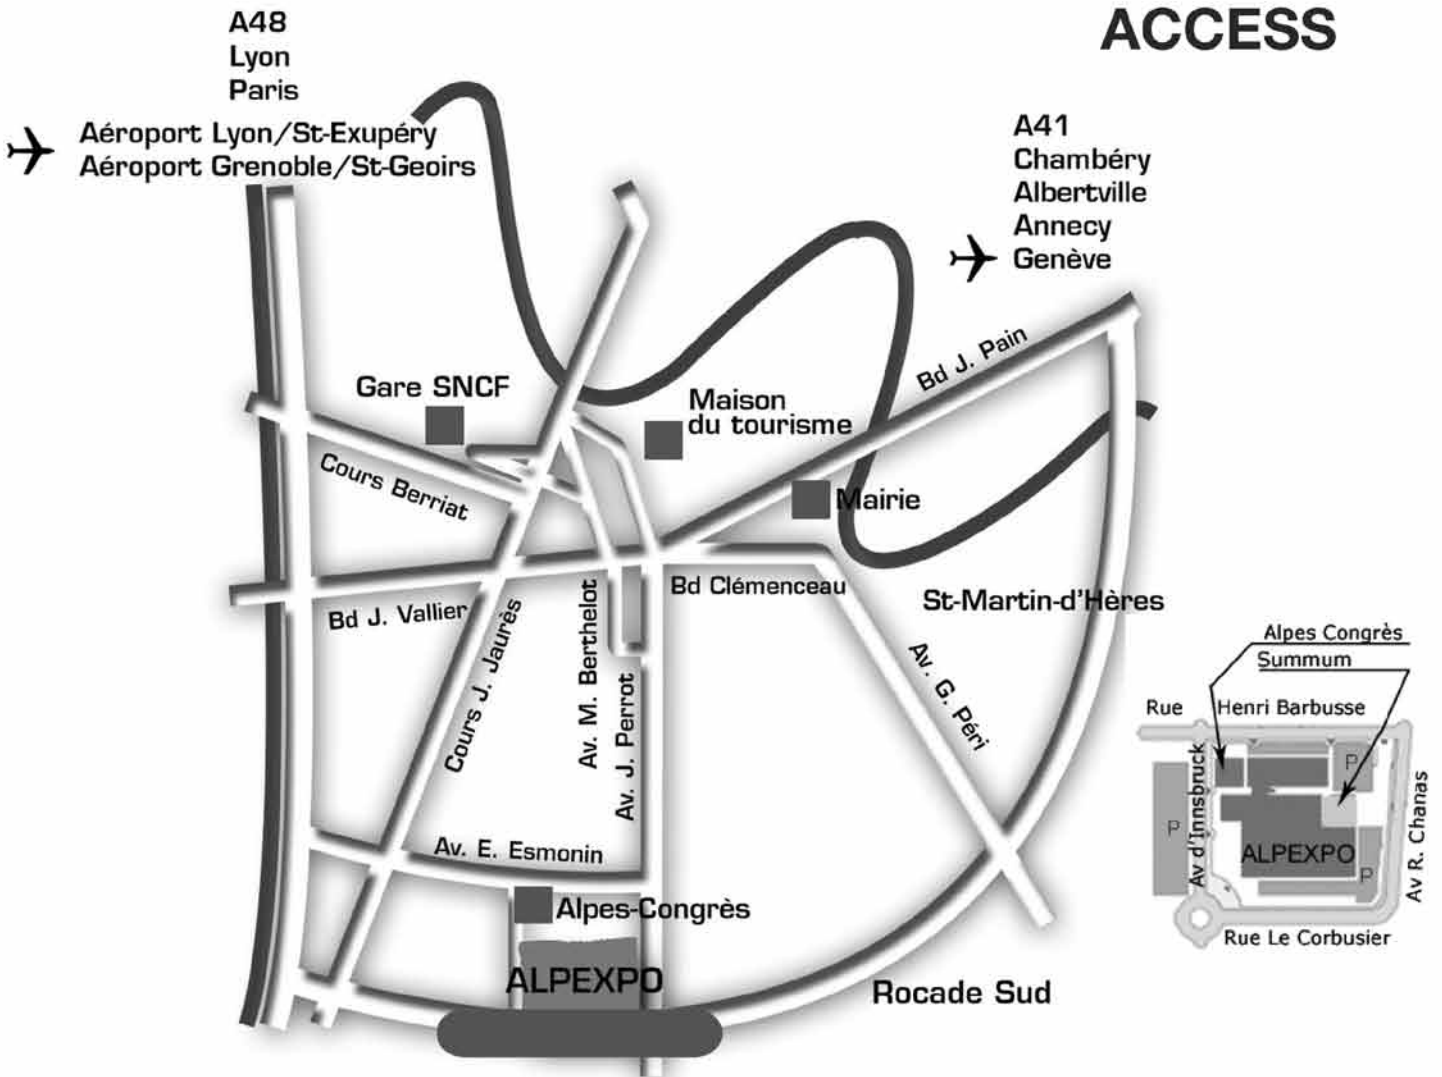 ACCESS
A48
Lyon
Paris
Aéroport Lyon/St-Exupéry
Aéroport Grenoble/St-Geoirs
A41
Chambéry
Albertville
Annecy
Genève
Bd J. Pain
Gare SNCF
Maison
du tourisme
Cours Berriat
Mairie
Bd J. Vallier
Bd Clémenceau
St-Martin-d'Hères
Cours J. Jaurès
Av. M. Berthelot
Av. J. Perrot
Av. G. Péri
Av. E. Esmonin
Alpes-Congrès
ALPEXPO
Rocade Sud
Alpes Congrès
Summum
Rue Henri Barbusse
Av d'Innsbruck
P
P
ALPEXPO
P
Av R. Chanas
Rue Le Corbusier